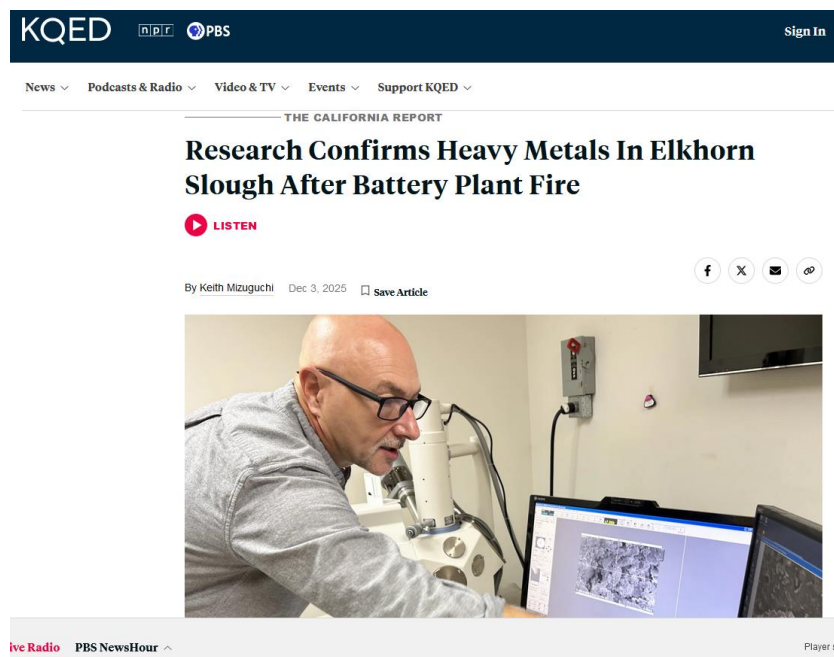 KQED npr PBS Sign In
News Podcasts & Radio Video & TV Events Support KQED
THE CALIFORNIA REPORT
Research Confirms Heavy Metals In Elkhorn
Slough After Battery Plant Fire
LISTEN
By Keith Mizuguchi Dec 3, 2025 Save Article
ive Radio PBS NewsHour Player